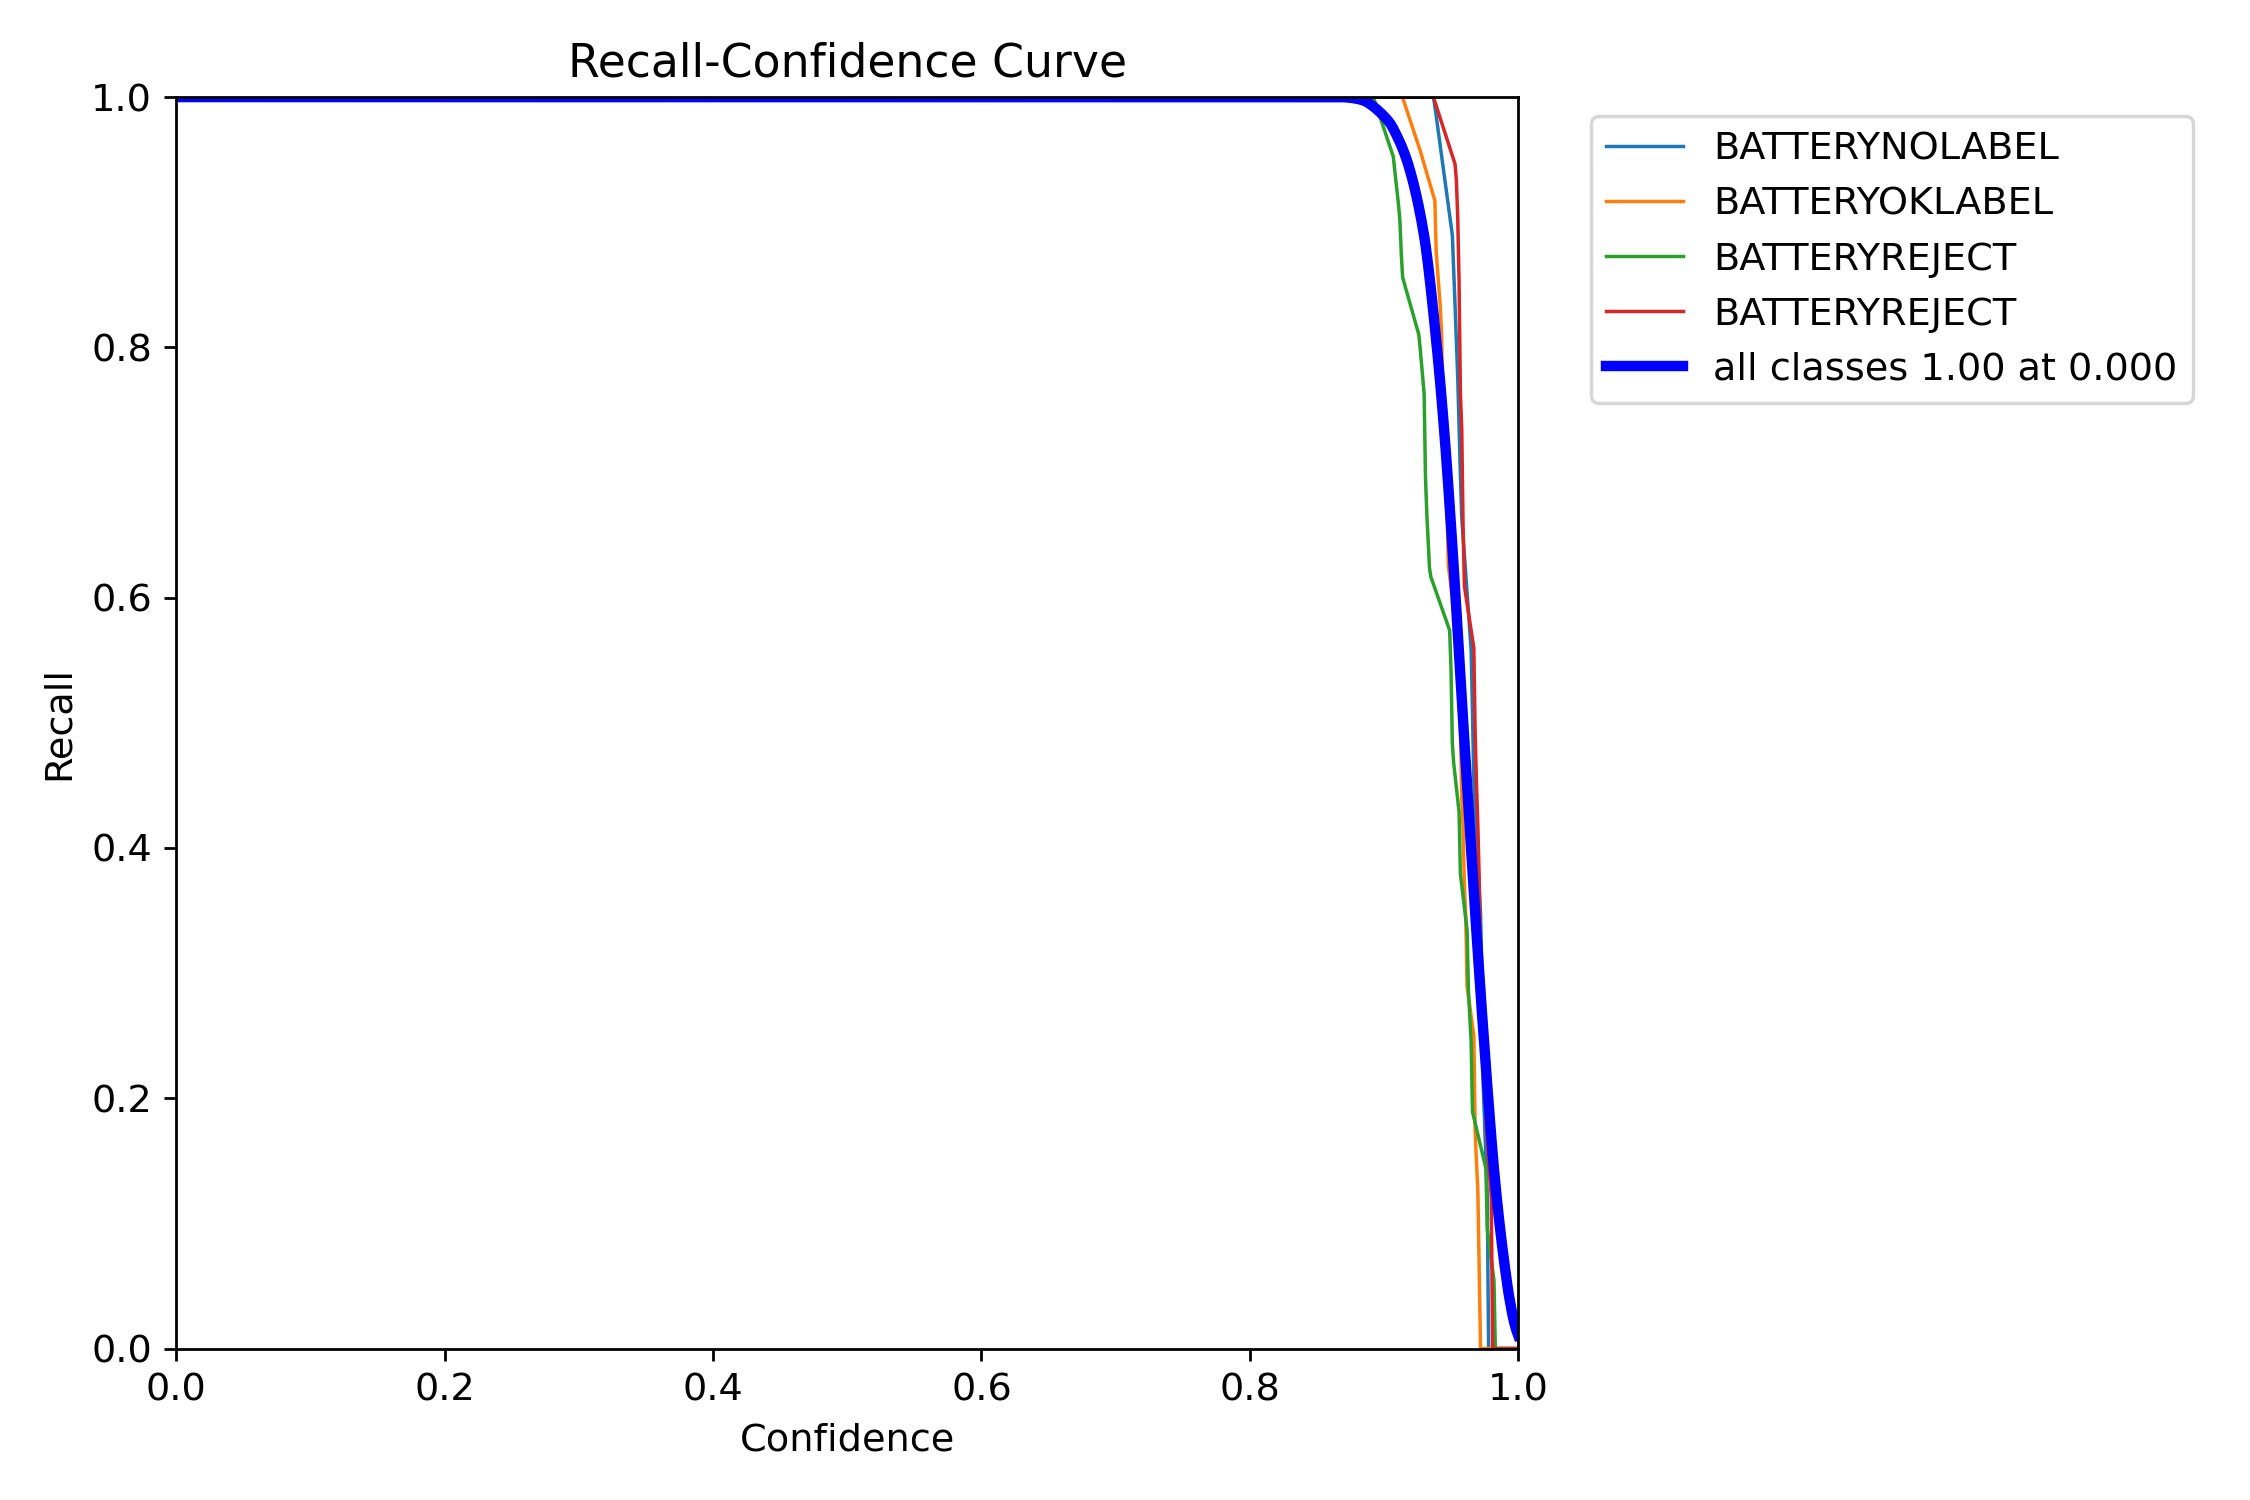 Recall-Confidence Curve
1.0
0.8
0.6
0.4
0.2
0.0
Recall
0.0 0.2 0.4 0.6 0.8 1.0
Confidence
BATTERYNOLABEL
BATTERYOKLABEL
BATTERYREJECT
BATTERYREJECT
all classes 1.00 at 0.000